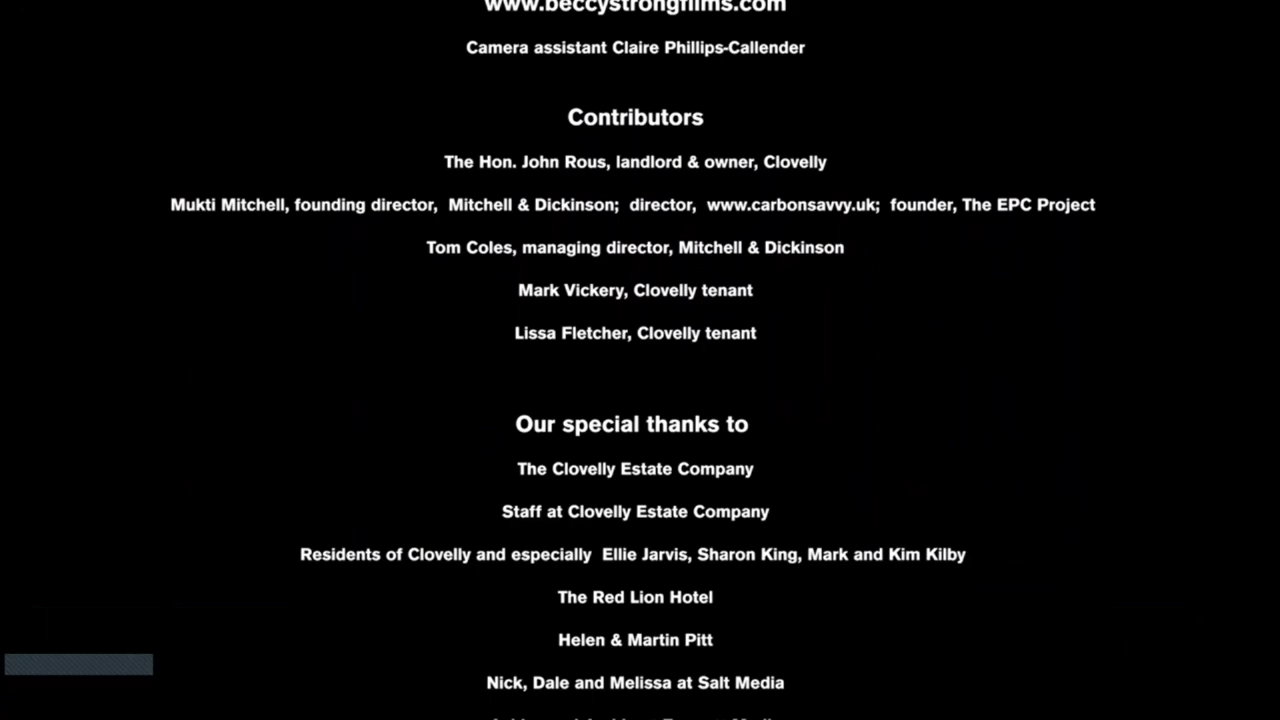 www.beccystrongfilms.com
Camera assistant Claire Phillips-Callender
Contributors
The Hon. John Rous, landlord & owner, Clovelly
Mukti Mitchell, founding director,  Mitchell & Dickinson;  director,  www.carbonsavvy.uk;  founder, The EPC Project
Tom Coles, managing director, Mitchell & Dickinson
Mark Vickery, Clovelly tenant
Lissa Fletcher, Clovelly tenant
Our special thanks to
The Clovelly Estate Company
Staff at Clovelly Estate Company
Residents of Clovelly and especially  Ellie Jarvis, Sharon King, Mark and Kim Kilby
The Red Lion Hotel
Helen & Martin Pitt
Nick, Dale and Melissa at Salt Media